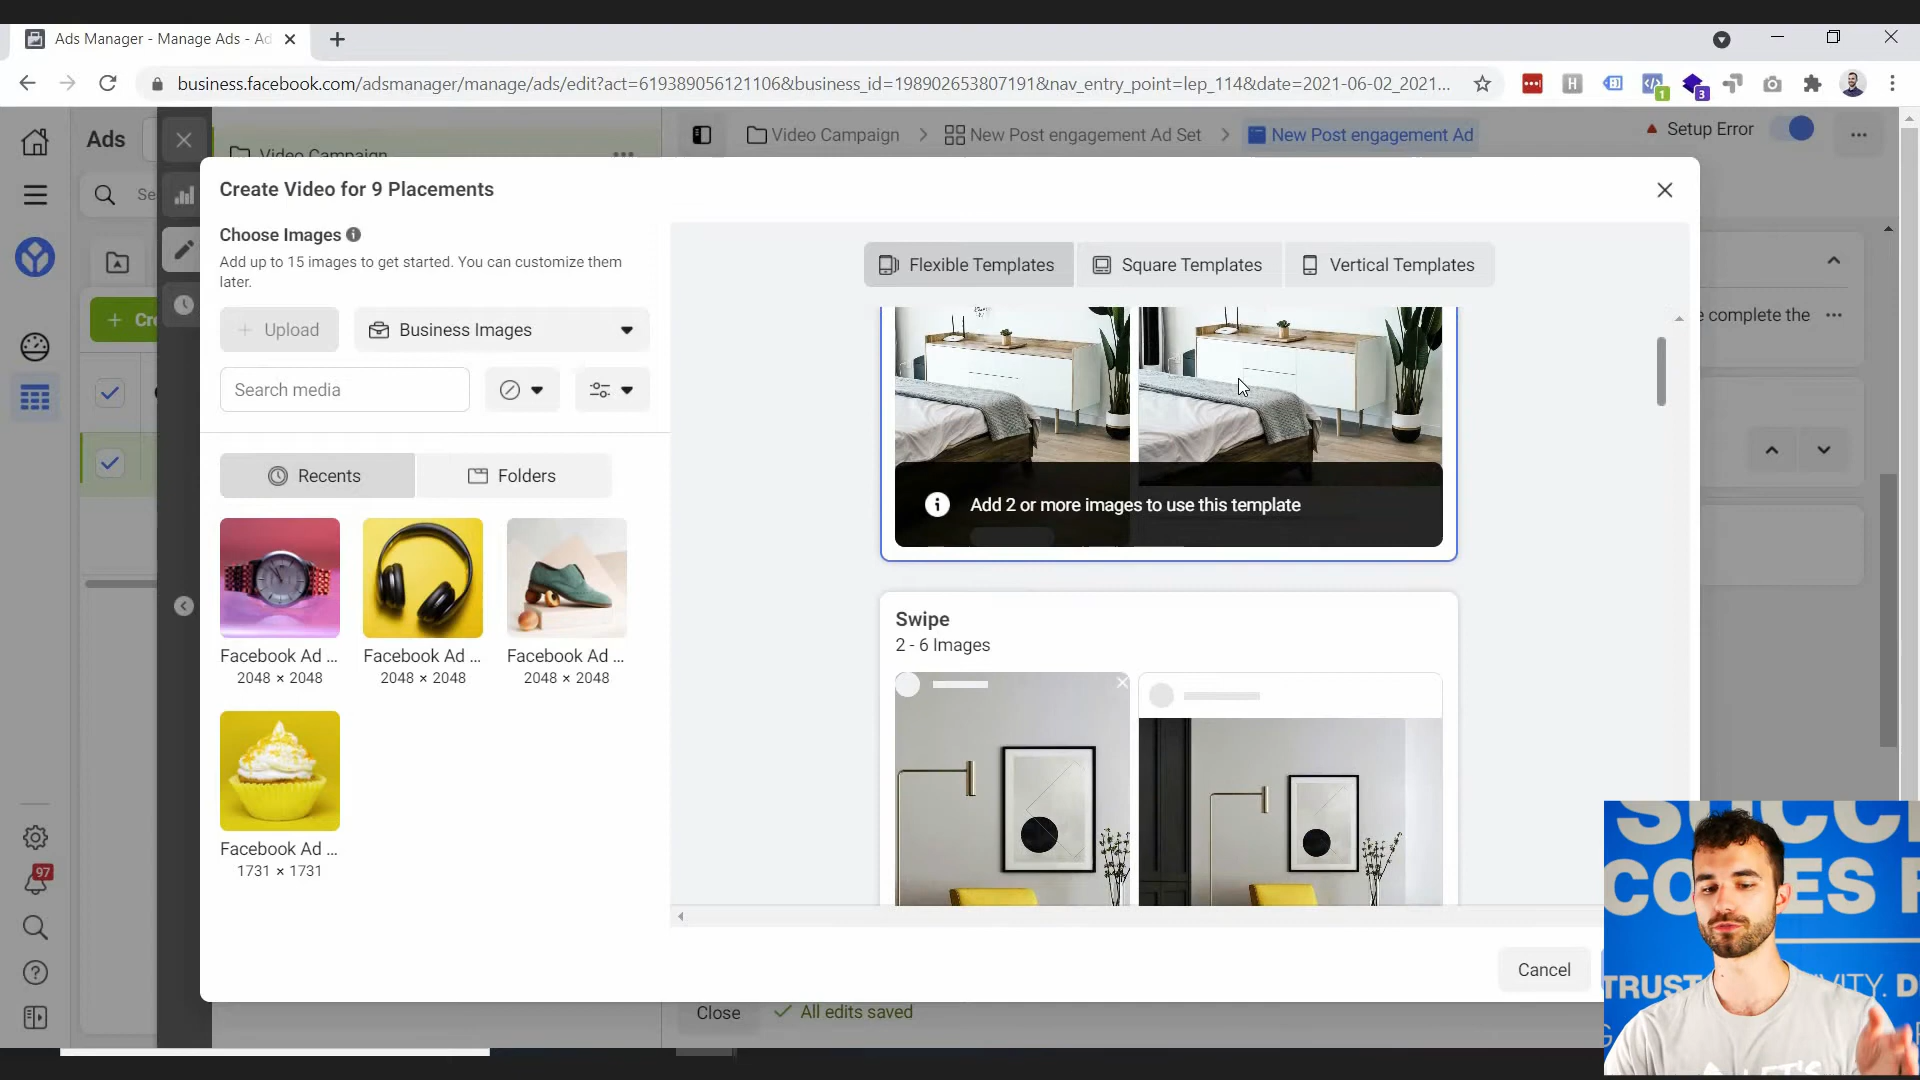 Ads Manager - Manage Ads - Ad
business.facebook.com/adsmanager/manage/ads/edit?act=619389056121106&business_id=198902653807191&nav_entry_point=lep_114&date=2021-06-02_2021...
1
3
Ads
Video Campaign
Video Campaign
New Post engagement Ad Set
New Post engagement Ad
Setup Error
Create Video for 9 Placements
Choose Images
Add up to 15 images to get started. You can customize them
later.
+ Upload
Business Images
Search media
Recents
Folders
Facebook Ad ...
2048 × 2048
Facebook Ad ...
2048 × 2048
Facebook Ad ...
2048 × 2048
Facebook Ad ...
1731 × 1731
Flexible Templates
Square Templates
Vertical Templates
Add 2 or more images to use this template
Swipe
2 - 6 Images
complete the
97
Cancel
Close
All edits saved
TRUST